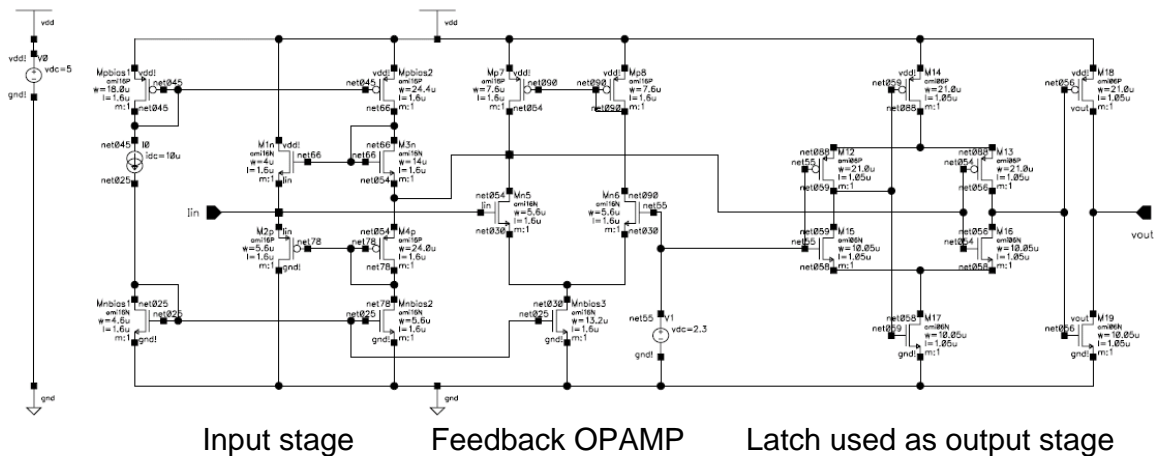 vdd
vdd
vdd!
V0
vdc=5
gnd!
gnd
gnd
Mpbias1
vdd!
ami16P
w=18.0u
l=1.6u
m:1
net045
net045
net045
I0
idc=10u
net025
Mnbias1
net025
ami16N
w=4.6u
l=1.6u
m:1
gnd!
Mpbias2
vdd!
net045
ami16P
w=24.4u
l=1.6u
m:1
net66
M1n
vdd!
ami16N
w=4u
l=1.6u
m:1
net66
Iin
M3n
net66
net66
ami16N
w=14u
l=1.6u
m:1
net054
Iin
M2p
Iin
ami16P
w=5.6u
l=1.6u
m:1
net78
gnd!
M4p
net054
net78
ami16P
w=24.0u
l=1.6u
m:1
net78
Mnbias2
net78
net025
ami16N
w=5.6u
l=1.6u
m:1
gnd!
Mp7
vdd!
net090
ami16P
w=7.6u
l=1.6u
m:1
net054
Mp8
vdd!
net090
ami16P
w=7.6u
l=1.6u
m:1
net090
Mn5
net054
Iin
ami16N
w=5.6u
l=1.6u
m:1
net030
Mn6
net090
net55
ami16N
w=5.6u
l=1.6u
m:1
net030
Mnbias3
net030
net025
ami16N
w=13.2u
l=1.6u
m:1
gnd!
net55
V1
vdc=2.3
gnd!
M14
vdd!
net059
ami06P
w=21.0u
l=1.05u
m:1
net088
M18
vdd!
net056
ami06P
w=21.0u
l=1.05u
m:1
vout
M12
net088
net55
ami06P
w=21.0u
l=1.05u
m:1
net059
M13
net088
net054
ami06P
w=21.0u
l=1.05u
m:1
net056
M15
net059
net55
ami06N
w=10.05u
l=1.05u
m:1
net058
M16
net056
net054
ami06N
w=10.05u
l=1.05u
m:1
net058
vout
M17
net058
net059
ami06N
w=10.05u
l=1.05u
m:1
gnd!
M19
vout
net056
ami06N
w=10.05u
l=1.05u
m:1
gnd!
Input stage
Feedback OPAMP
Latch used as output stage